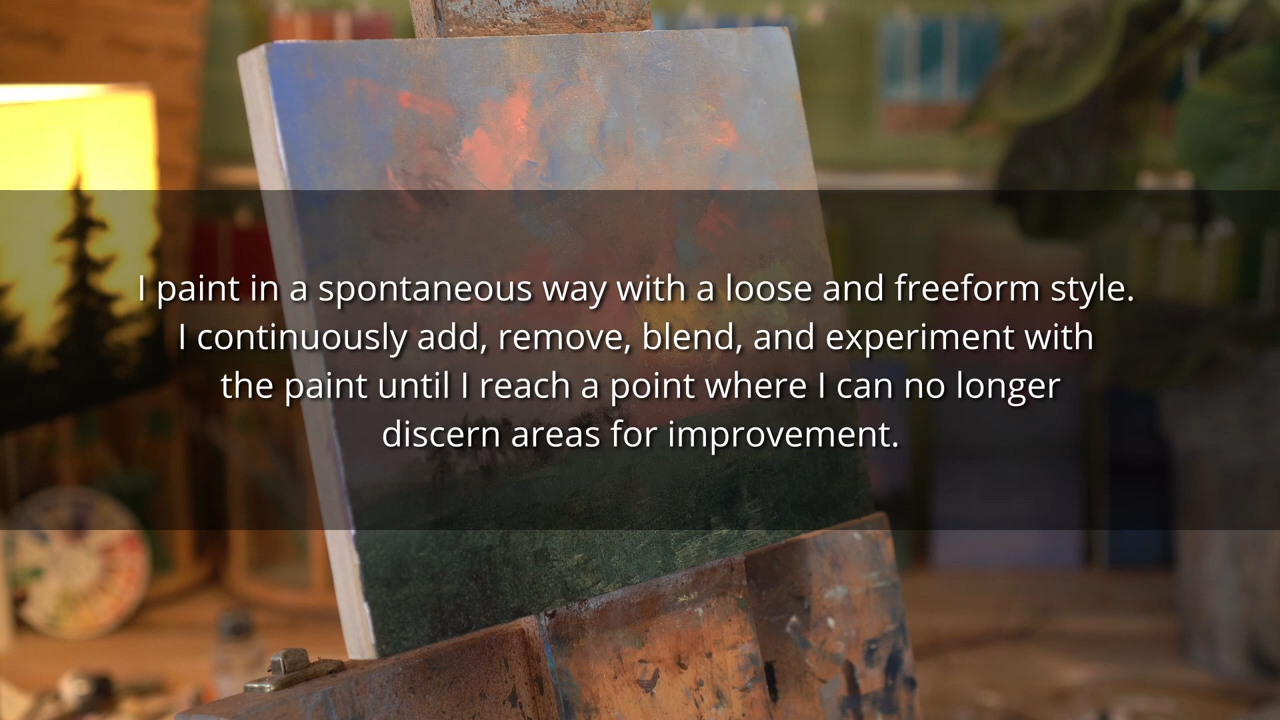 I paint in a spontaneous way with a loose and freeform style.
I continuously add, remove, blend, and experiment with
the paint until I reach a point where I can no longer
discern areas for improvement.